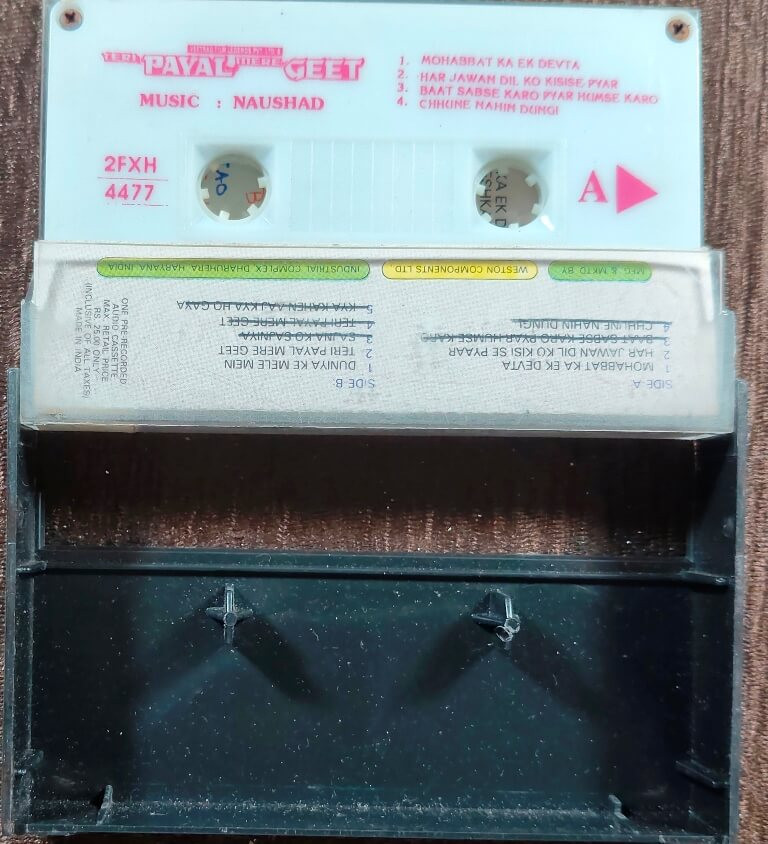 TERI PAYAL MERE GEET
MUSIC : NAUSHAD
1. MOHABBAT KA EK DEVTA
2. HAR JAWAN DIL KO KISISE PYAR
3. BAAT SABSE KARO PYAR HUMSE KARO
4. CHHUNE NAHIN DUNGI
2FXH
4477
A
MFG & MKTD BY
WESTON COMPONENTS LTD
INDUSTRIAL COMPLEX DHARUHERA HARYANA INDIA
SIDE-A:
1 MOHABBAT KA EK DEVTA
2 HAR JAWAN DIL KO KISI SE PYAAR
3 BAAT SABSE KARO PYAR HUMSE KARO
4 CHHUNE NAHIN DUNGI
SIDE-B:
1 DUNIYA KE MELE MEIN
2 TERI PAYAL MERE GEET
3 SAJNA KO SAJNIYA
4 TERI PAYAL MERE GEET
5 KYA KAHEN AAJ KYA HO GAYA
ONE PRE-RECORDED
AUDIO CASSETTE
MAX. RETAIL PRICE
RS. 25.00 ONLY
(INCLUSIVE OF ALL TAXES)
MADE IN INDIA